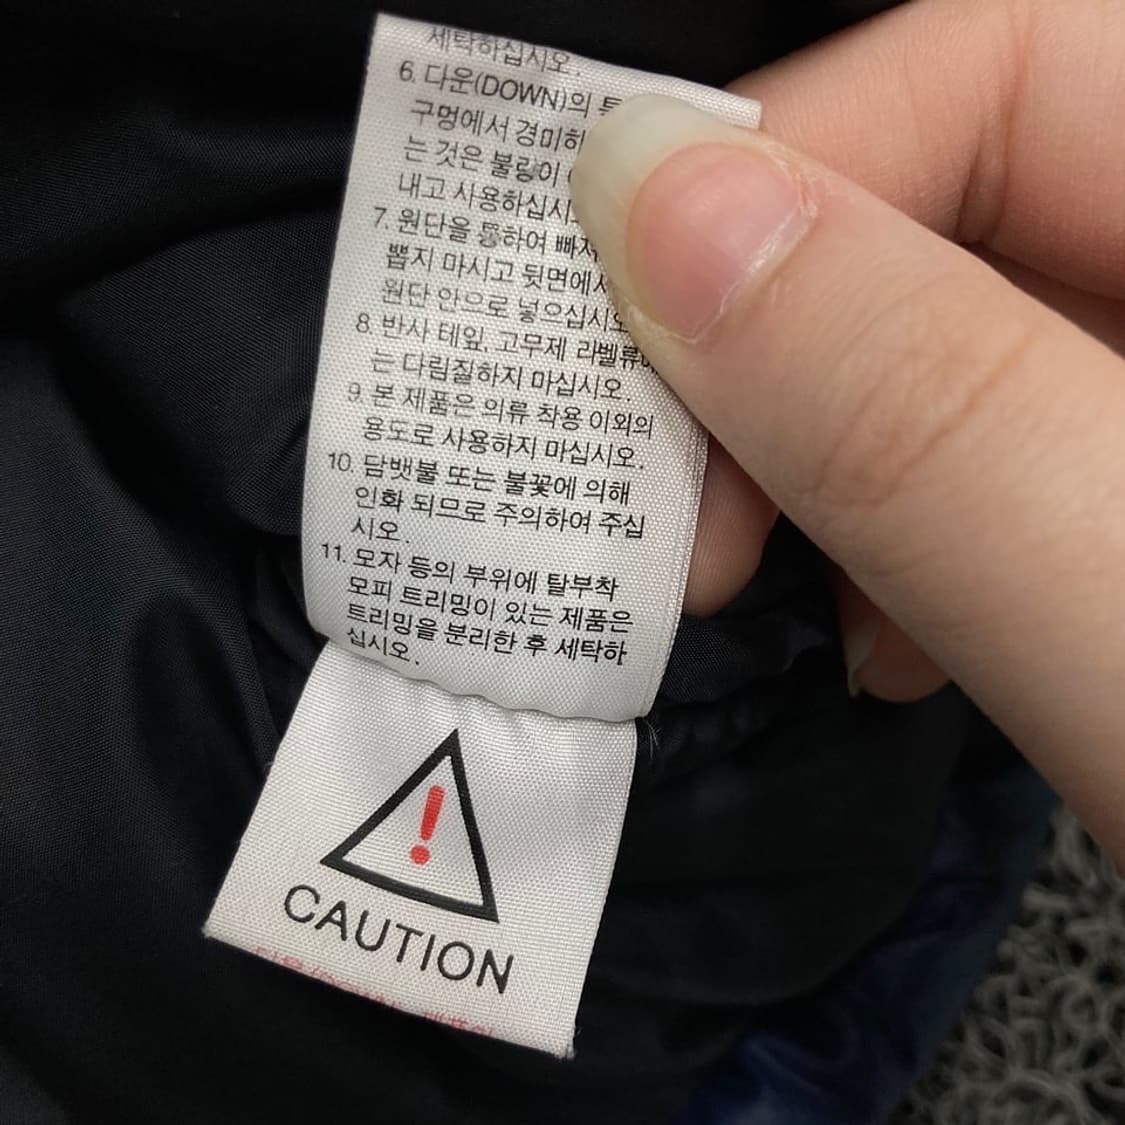 세탁하십시오.
6. 다운(DOWN)의
구멍에서 경미하
는 것은 불량이
내고 사용하십시
7. 원단을 통하여 빠져
뽑지 마시고 뒷면에서
원단 안으로 넣으십시오
8. 반사 테잎, 고무제 라벨류에
는 다림질하지 마십시오.
9. 본 제품은 의류 착용 이외의
용도로 사용하지 마십시오.
10. 담뱃불 또는 불꽃에 의해
인화 되므로 주의하여 주십
시오.
11. 모자 등의 부위에 탈부착
모피 트리밍이 있는 제품은
트리밍을 분리한 후 세탁하
십시오.
CAUTION